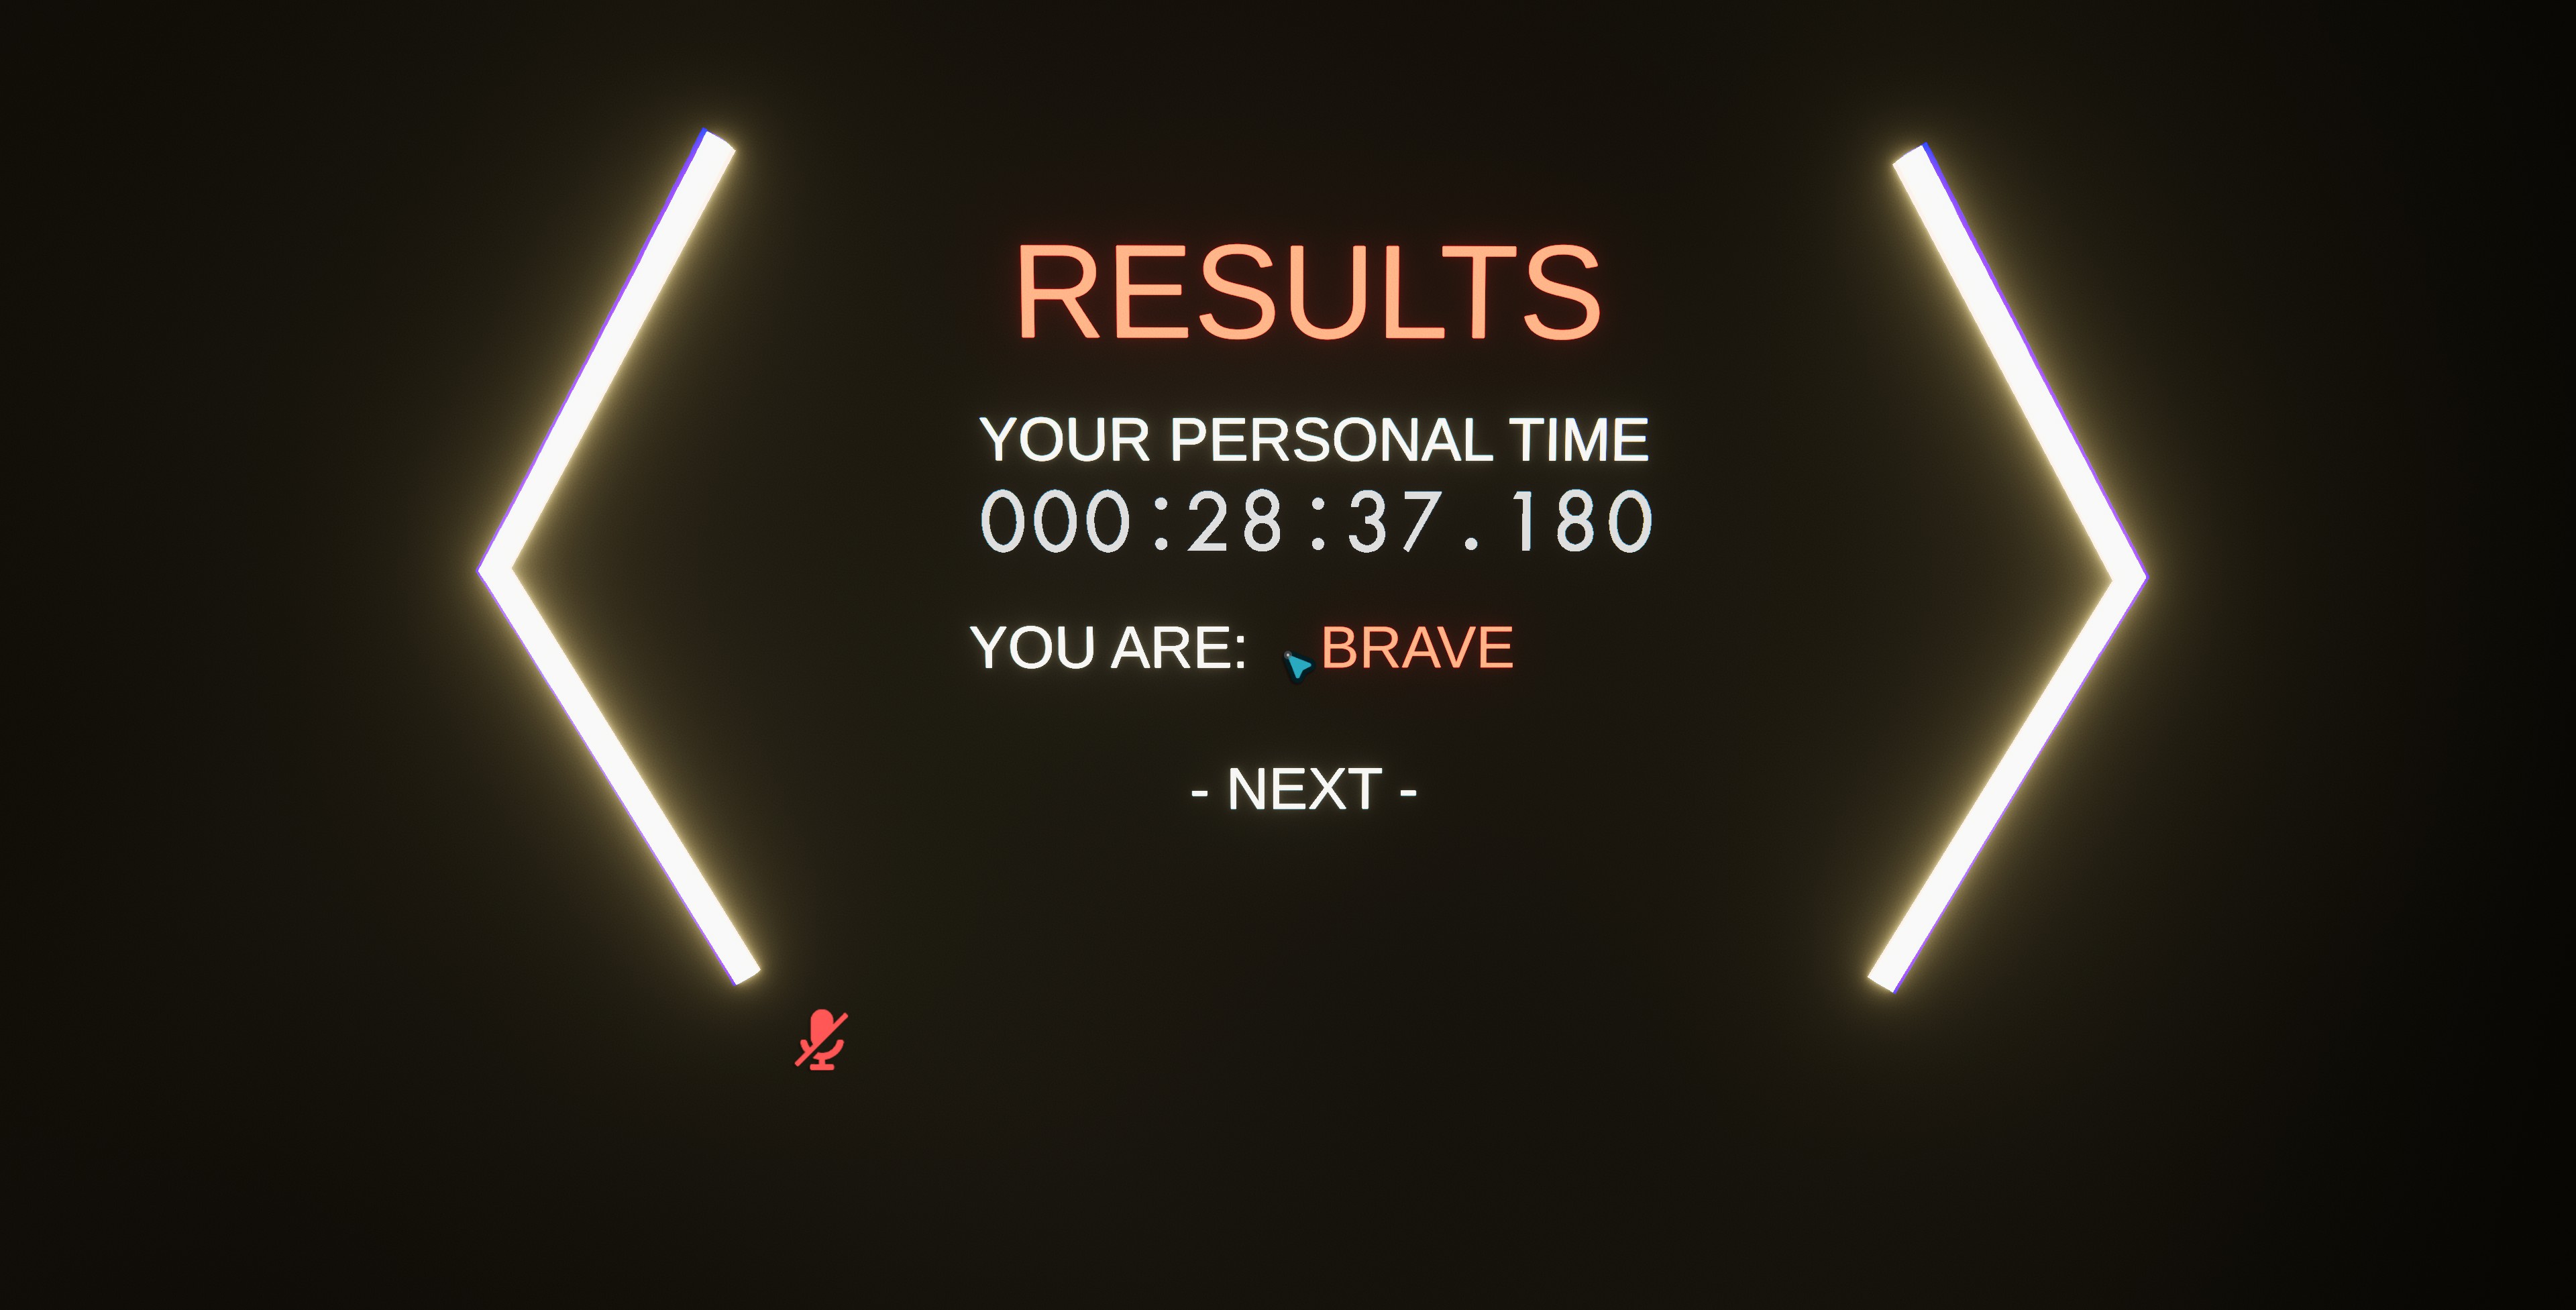 RESULTS
YOUR PERSONAL TIME
000:28:37.180
YOU ARE: BRAVE
- NEXT -